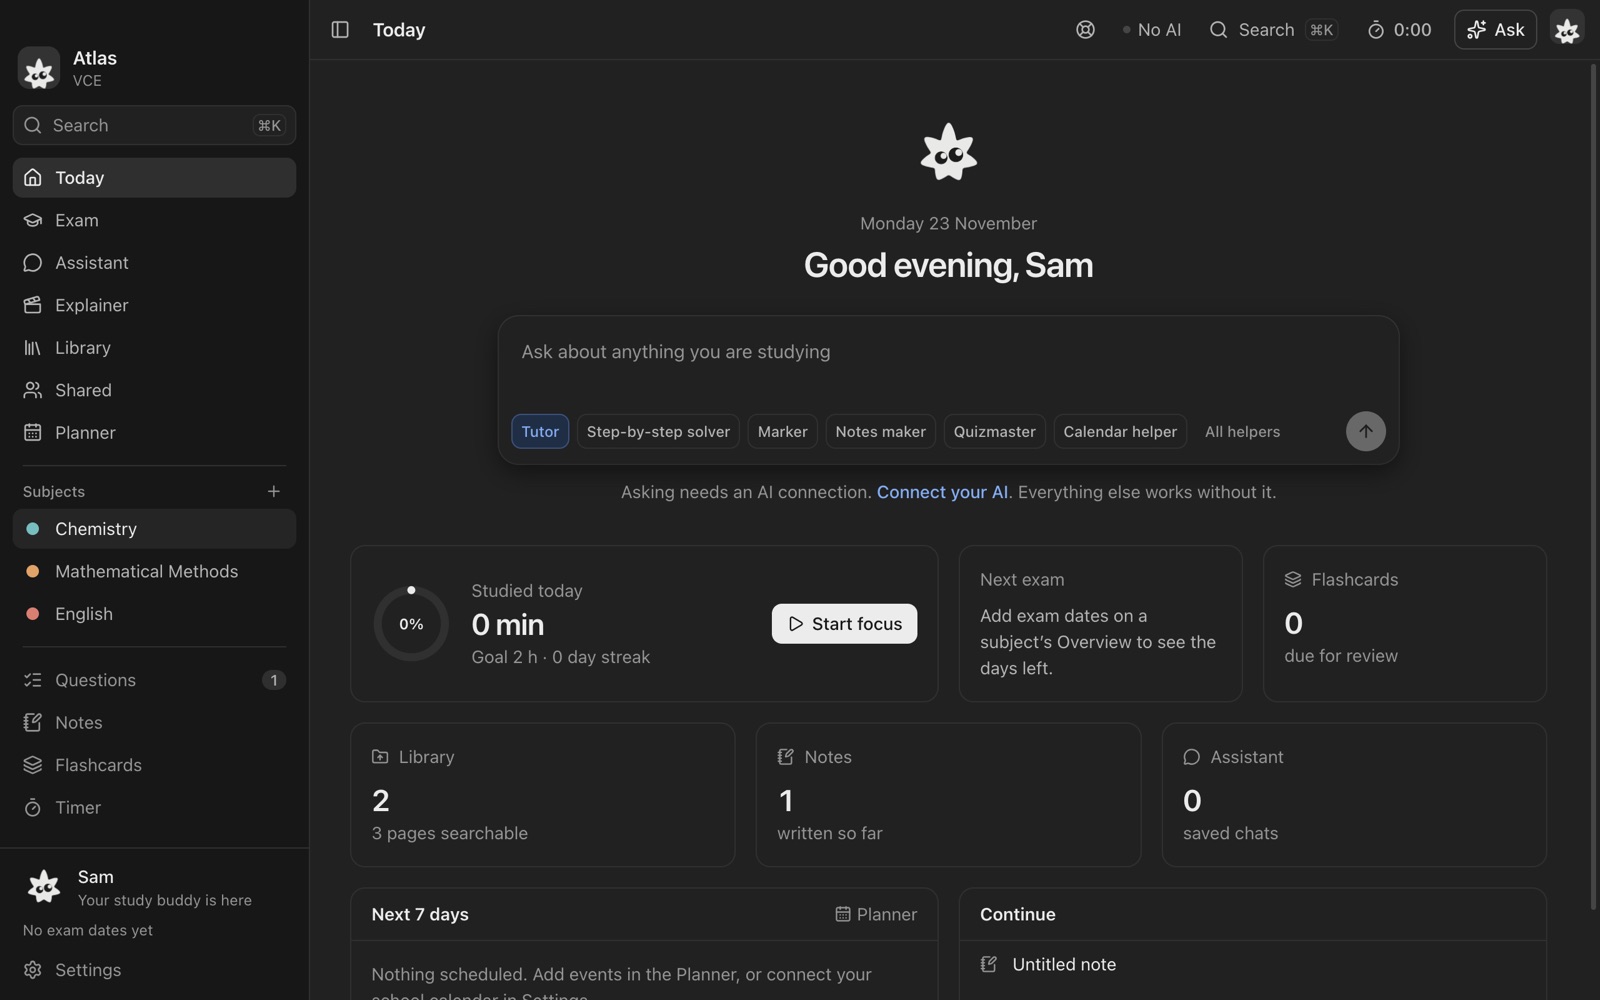 Atlas
VCE
Search ⌘K
Today
Exam
Assistant
Explainer
Library
Shared
Planner
Subjects
Chemistry
Mathematical Methods
English
Questions 1
Notes
Flashcards
Timer
Sam
Your study buddy is here
No exam dates yet
Settings
Today
No AI
Search ⌘K
0:00
Ask
Monday 23 November
Good evening, Sam
Ask about anything you are studying
Tutor
Step-by-step solver
Marker
Notes maker
Quizmaster
Calendar helper
All helpers
Asking needs an AI connection. Connect your AI. Everything else works without it.
0%
Studied today
0 min
Goal 2 h · 0 day streak
Start focus
Next exam
Add exam dates on a
subject’s Overview to see the
days left.
Flashcards
0
due for review
Library
2
3 pages searchable
Notes
1
written so far
Assistant
0
saved chats
Next 7 days
Planner
Nothing scheduled. Add events in the Planner, or connect your
school calendar in Settings.
Continue
Untitled note